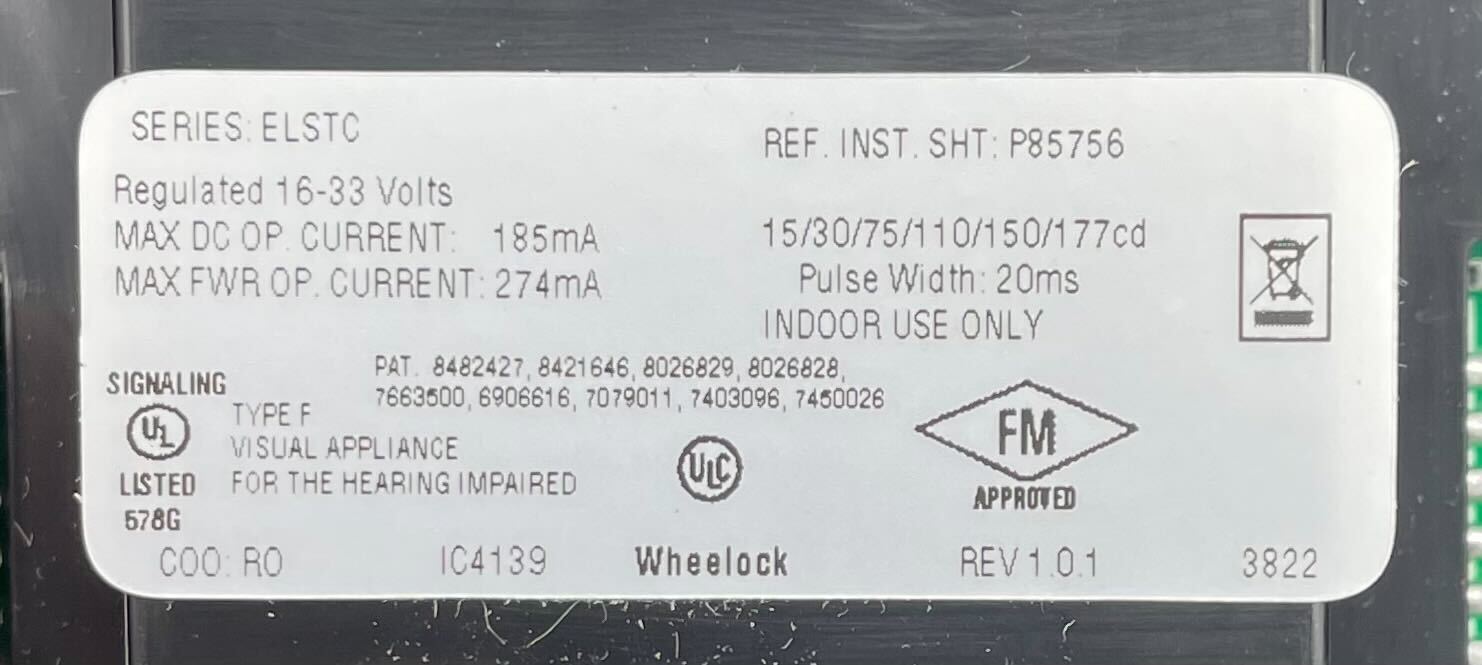 SERIES: ELSTC
REF. INST. SHT: P85756
Regulated 16-33 Volts
MAX DC OP. CURRENT: 185mA
MAX FWR OP. CURRENT: 274mA
15/30/75/110/150/177cd
Pulse Width: 20ms
INDOOR USE ONLY
PAT. 8482427, 8421646, 8026829, 8026828,
7663500, 6906616, 7079011, 7403096, 7450026
SIGNALING
UL
LISTED
578G
TYPE F
VISUAL APPLIANCE
FOR THE HEARING IMPAIRED
ULC
FM
APPROVED
COO: RO
IC4139
Wheelock
REV 1.0.1
3822